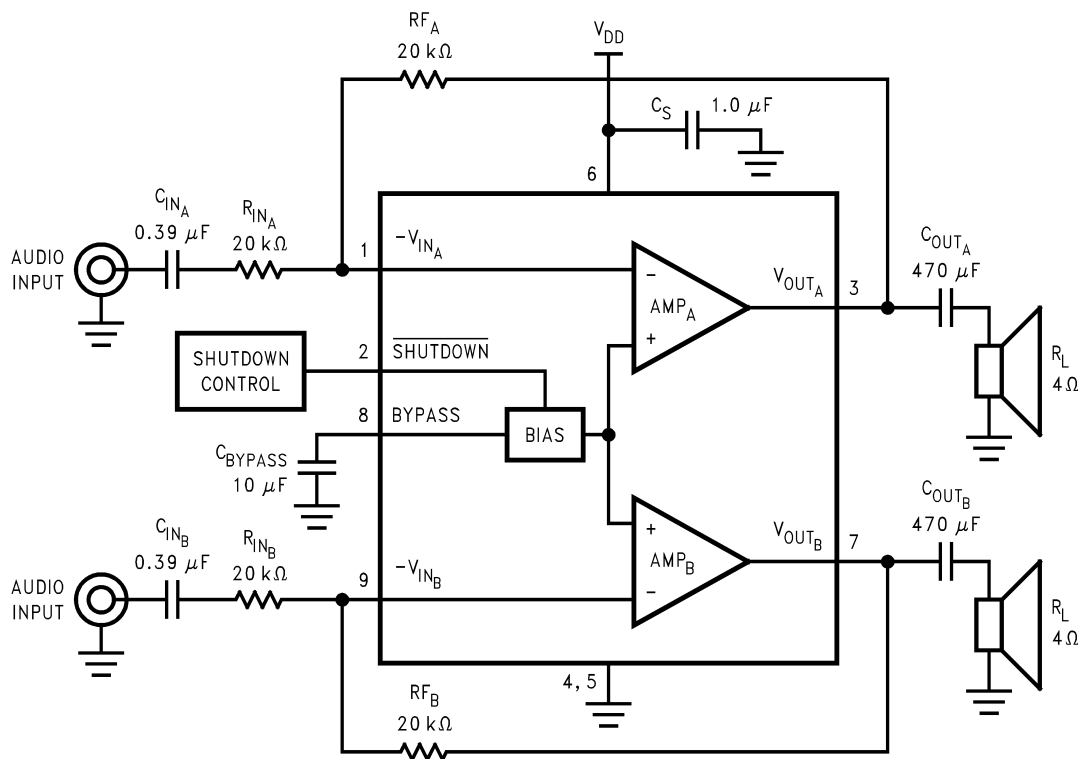 RF_A
20 kΩ
V_DD
C_S 1.0 μF
6
C_IN_A
0.39 μF
R_IN_A
20 kΩ
AUDIO
INPUT
1
-V_IN_A
-
AMP_A
+
V_OUT_A
3
C_OUT_A
470 μF
R_L
4Ω
SHUTDOWN
CONTROL
2
SHUTDOWN
8
BYPASS
BIAS
C_BYPASS
10 μF
C_IN_B
0.39 μF
R_IN_B
20 kΩ
AUDIO
INPUT
9
-V_IN_B
+
AMP_B
-
V_OUT_B
7
C_OUT_B
470 μF
R_L
4Ω
4, 5
RF_B
20 kΩ